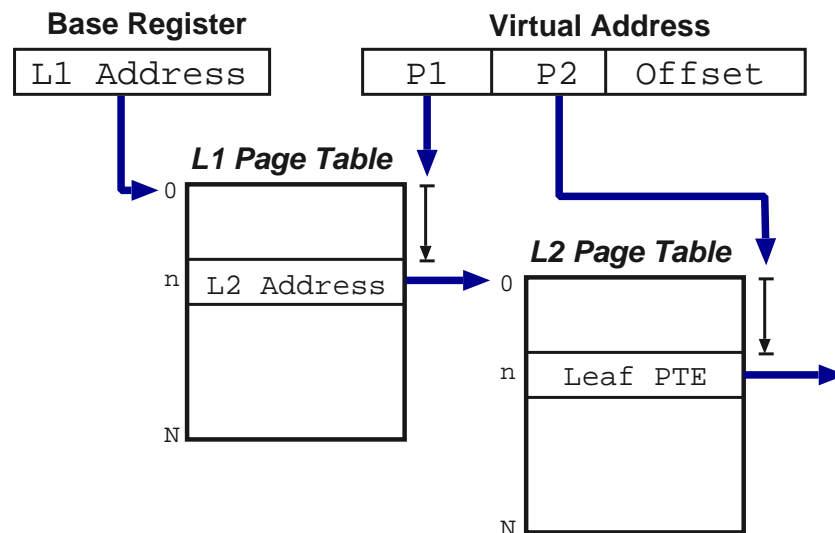 Base Register
Virtual Address
L1 Address
P1 P2 Offset
L1 Page Table
0
L2 Page Table
n L2 Address
0
n Leaf PTE
N
N